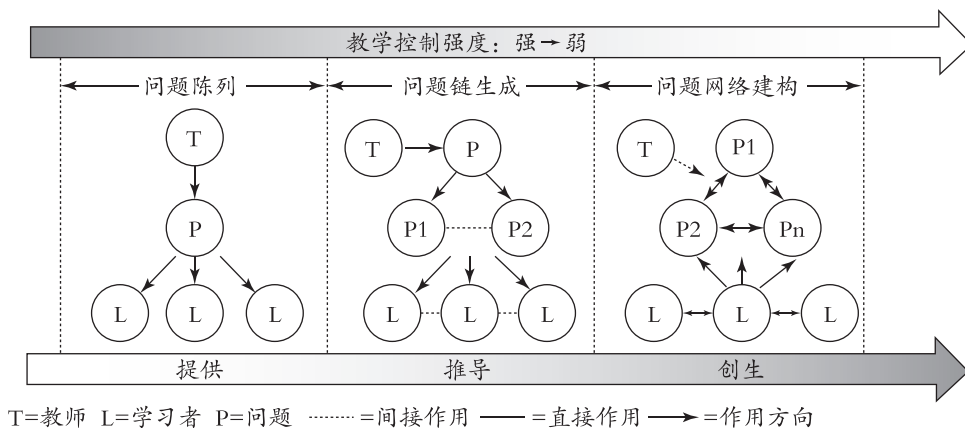 教学控制强度：强→弱
问题陈列 问题链生成 问题网络建构
T T P T P1
P P1 P2 P2 Pn
L L L L L L L L L
提供 推导 创生
T=教师 L=学习者 P=问题 =间接作用 =直接作用 =作用方向